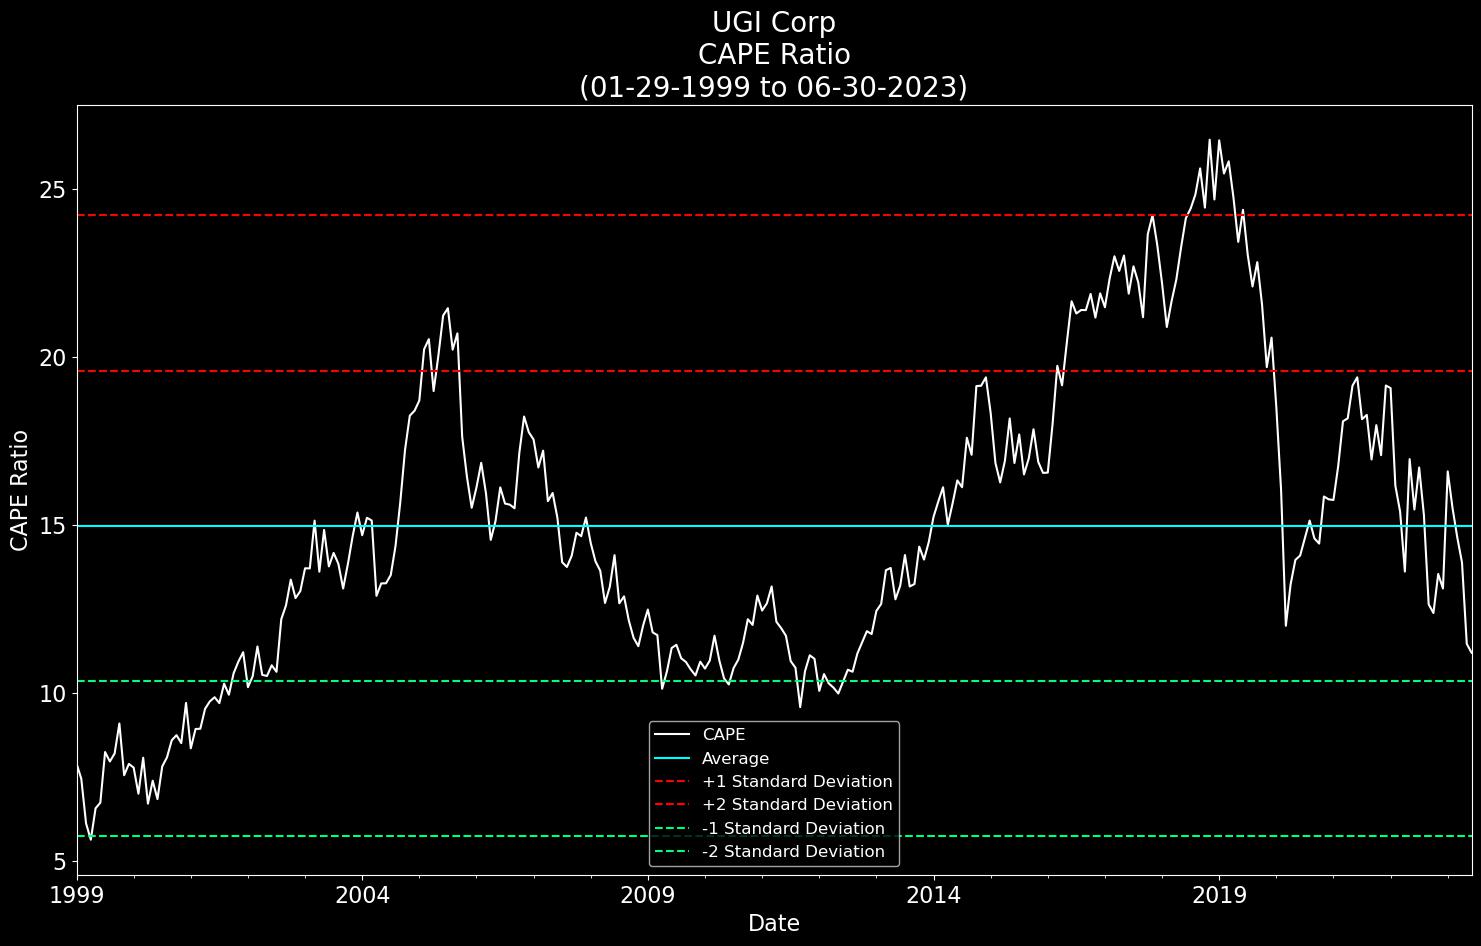 UGI Corp
CAPE Ratio
(01-29-1999 to 06-30-2023)
25
20
15
10
5
CAPE Ratio
CAPE
Average
+1 Standard Deviation
+2 Standard Deviation
-1 Standard Deviation
-2 Standard Deviation
1999 2004 2009 2014 2019
Date